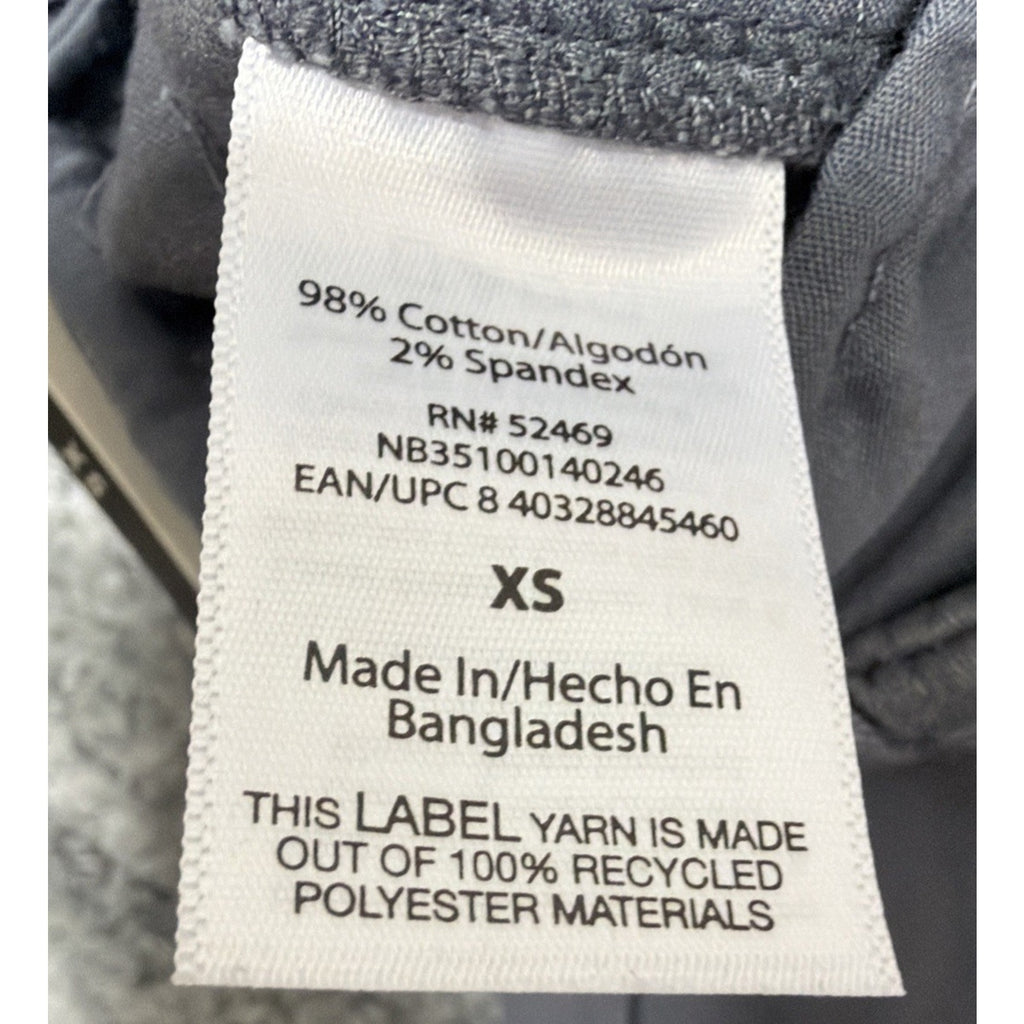 98% Cotton/Algodón
2% Spandex
RN# 52469
NB35100140246
EAN/UPC 8 40328845460
XS
Made In/Hecho En
Bangladesh
THIS LABEL YARN IS MADE
OUT OF 100% RECYCLED
POLYESTER MATERIALS